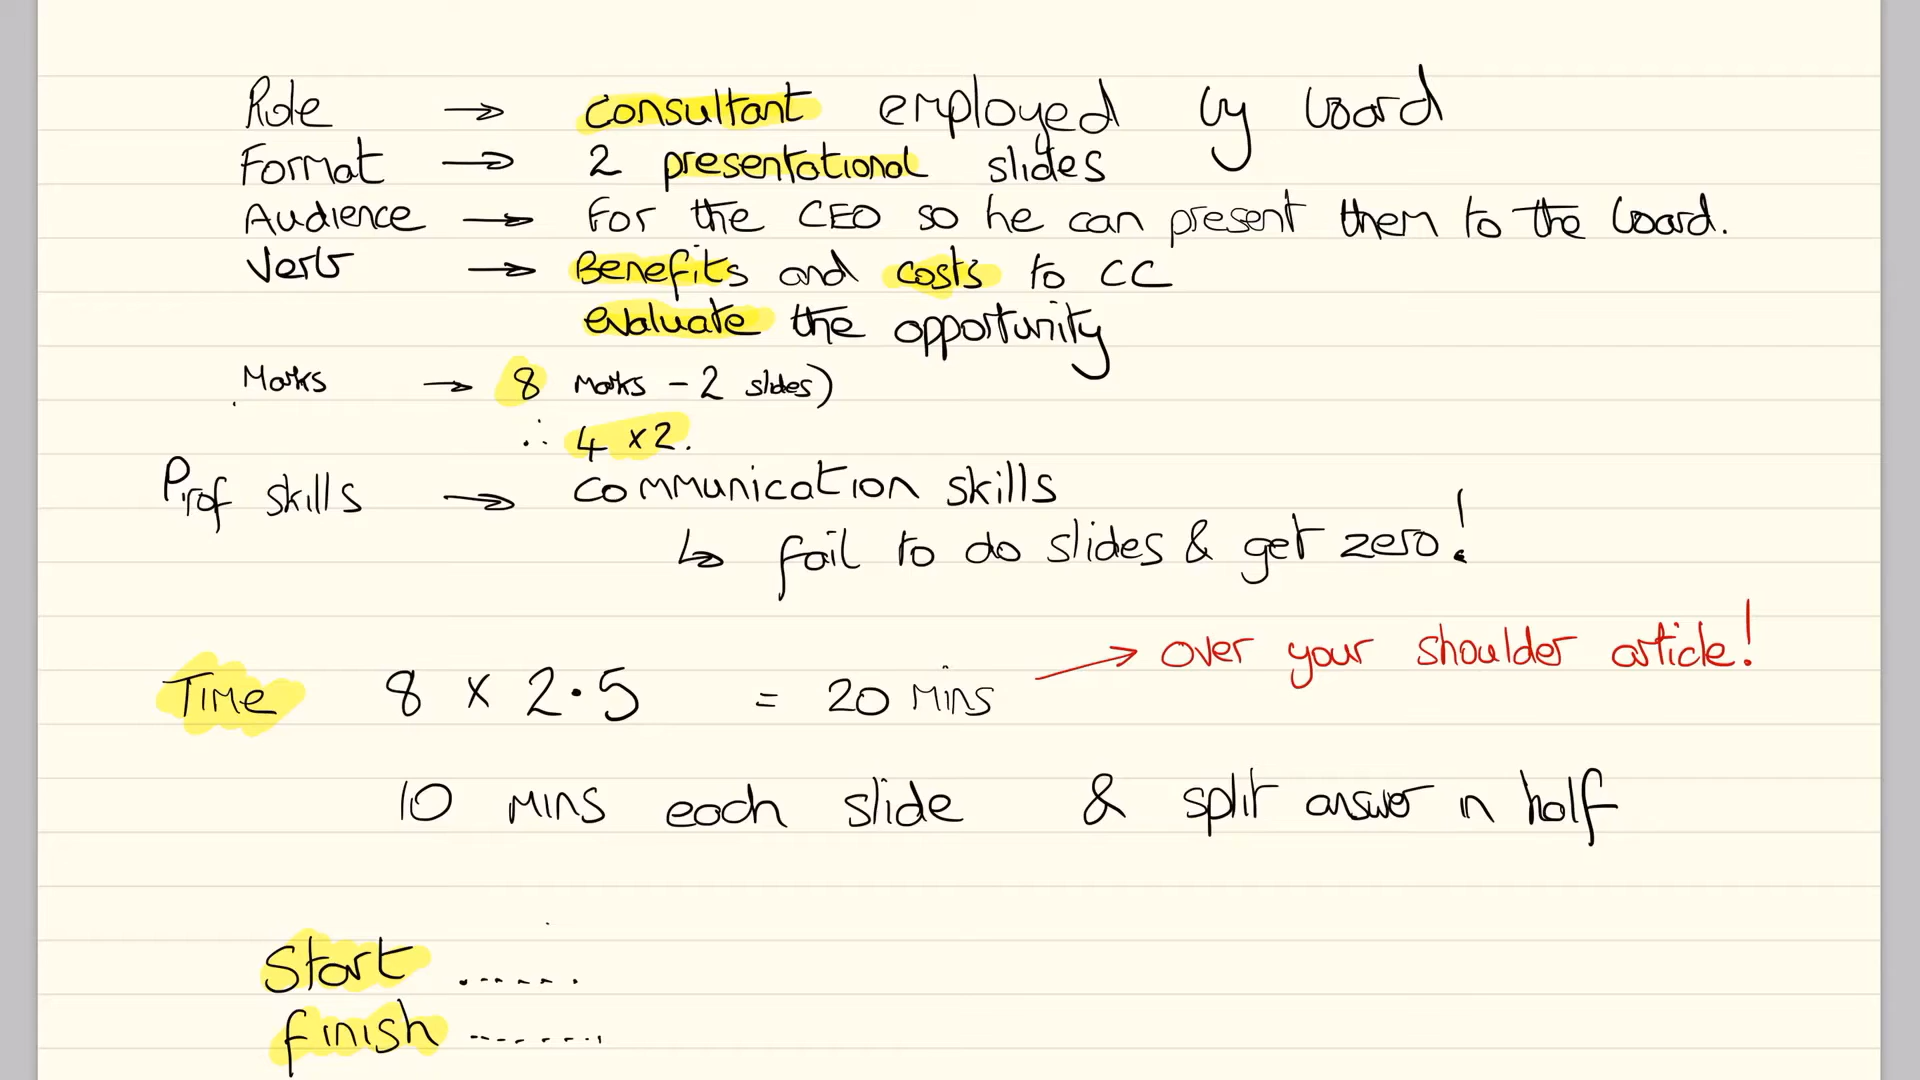 Role → consultant employed by board
Format → 2 presentational slides
Audience → For the CEO so he can present them to the board.
Verb → Benefits and costs to CC
evaluate the opportunity
Marks → 8 marks - 2 slides)
∴ 4 x 2.
Prof skills → communication skills
↳ fail to do slides & get zero!
→ over your shoulder article!
Time 8 x 2.5 = 20 mins
10 mins each slide & split answer in half
Start ......
finish ........